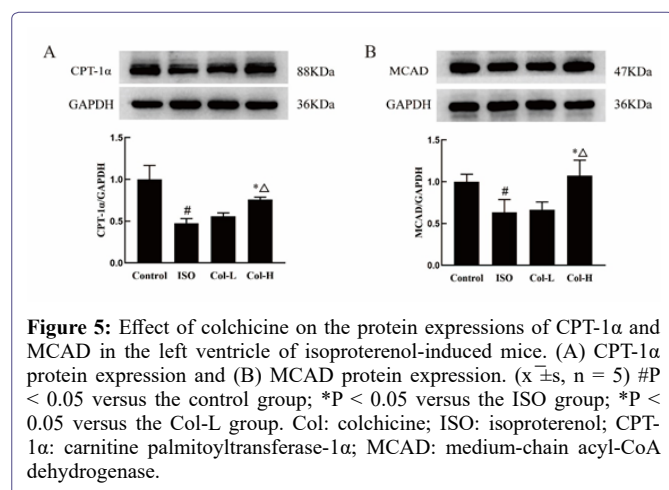 A
B
CPT-1α
88KDa
MCAD
47KDa
GAPDH
36KDa
GAPDH
36KDa
CPT-1α/GAPDH
1.5
1.0
0.5
0.0
#
*△
Control ISO Col-L Col-H
MCAD/GAPDH
1.5
1.0
0.5
0.0
#
*△
Control ISO Col-L Col-H
Figure 5: Effect of colchicine on the protein expressions of CPT-1α and
MCAD in the left ventricle of isoproterenol-induced mice. (A) CPT-1α
protein expression and (B) MCAD protein expression. (x ¯±s, n = 5) #P
< 0.05 versus the control group; *P < 0.05 versus the ISO group; *P <
0.05 versus the Col-L group. Col: colchicine; ISO: isoproterenol; CPT-
1α: carnitine palmitoyltransferase-1α; MCAD: medium-chain acyl-CoA
dehydrogenase.